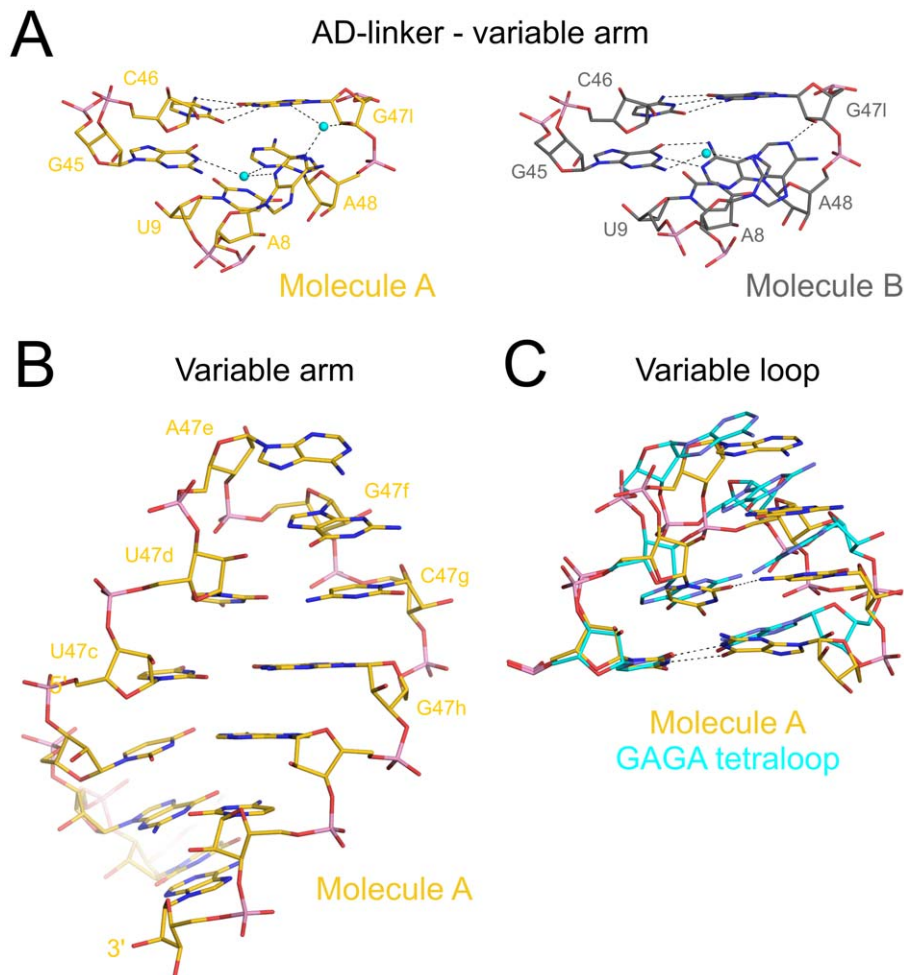 A
AD-linker - variable arm
C46
G47l
G45
U9
A8
A48
Molecule A
C46
G47l
G45
U9
A8
A48
Molecule B
B
Variable arm
A47e
G47f
U47d
C47g
U47c
5'
G47h
3'
Molecule A
C
Variable loop
Molecule A
GAGA tetraloop